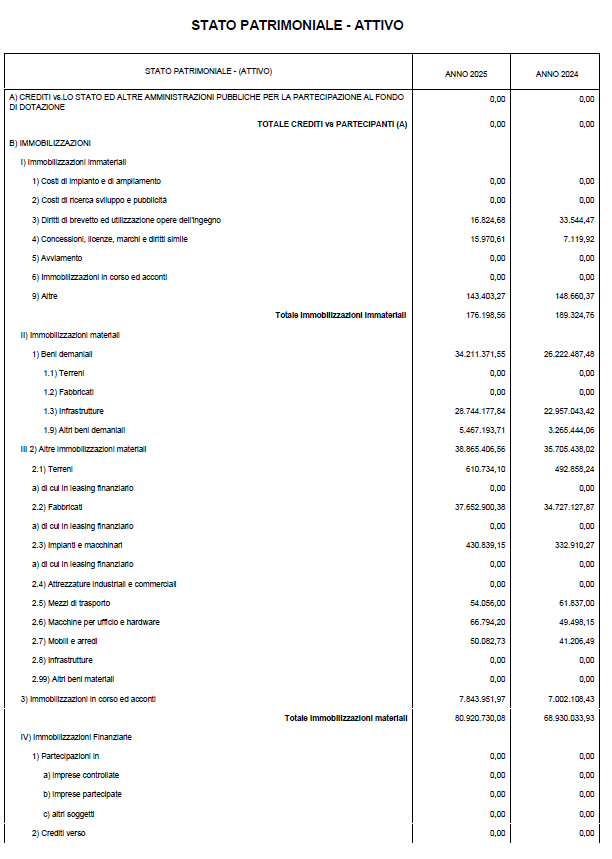 STATO PATRIMONIALE - ATTIVO
STATO PATRIMONIALE - (ATTIVO) ANNO 2025 ANNO 2024
A) CREDITI vs.LO STATO ED ALTRE AMMINISTRAZIONI PUBBLICHE PER LA PARTECIPAZIONE AL FONDO
DI DOTAZIONE 0,00 0,00
TOTALE CREDITI vs PARTECIPANTI (A) 0,00 0,00
B) IMMOBILIZZAZIONI
I) Immobilizzazioni immateriali
1) Costi di impianto e di ampliamento 0,00 0,00
2) Costi di ricerca sviluppo e pubblicità 0,00 0,00
3) Diritti di brevetto ed utilizzazione opere dell'ingegno 16.824,68 33.544,47
4) Concessioni, licenze, marchi e diritti simile 15.970,61 7.119,92
5) Avviamento 0,00 0,00
6) Immobilizzazioni in corso ed acconti 0,00 0,00
9) Altre 143.403,27 148.660,37
Totale immobilizzazioni immateriali 176.198,56 189.324,76
II) Immobilizzazioni materiali
1) Beni demaniali 34.211.371,55 26.222.487,48
1.1) Terreni 0,00 0,00
1.2) Fabbricati 0,00 0,00
1.3) Infrastrutture 28.744.177,84 22.957.043,42
1.9) Altri beni demaniali 5.467.193,71 3.265.444,06
III 2) Altre immobilizzazioni materiali 38.865.406,56 35.705.438,02
2.1) Terreni 610.734,10 492.858,24
a) di cui in leasing finanziario 0,00 0,00
2.2) Fabbricati 37.652.900,38 34.727.127,87
a) di cui in leasing finanziario 0,00 0,00
2.3) Impianti e macchinari 430.839,15 332.910,27
a) di cui in leasing finanziario 0,00 0,00
2.4) Attrezzature industriali e commerciali 0,00 0,00
2.5) Mezzi di trasporto 54.056,00 61.837,00
2.6) Macchine per ufficio e hardware 66.794,20 49.498,15
2.7) Mobili e arredi 50.082,73 41.206,49
2.8) Infrastrutture 0,00 0,00
2.99) Altri beni materiali 0,00 0,00
3) Immobilizzazioni in corso ed acconti 7.843.951,97 7.002.108,43
Totale immobilizzazioni materiali 80.920.730,08 68.930.033,93
IV) Immobilizzazioni Finanziarie
1) Partecipazioni in 0,00 0,00
a) imprese controllate 0,00 0,00
b) imprese partecipate 0,00 0,00
c) altri soggetti 0,00 0,00
2) Crediti verso 0,00 0,00